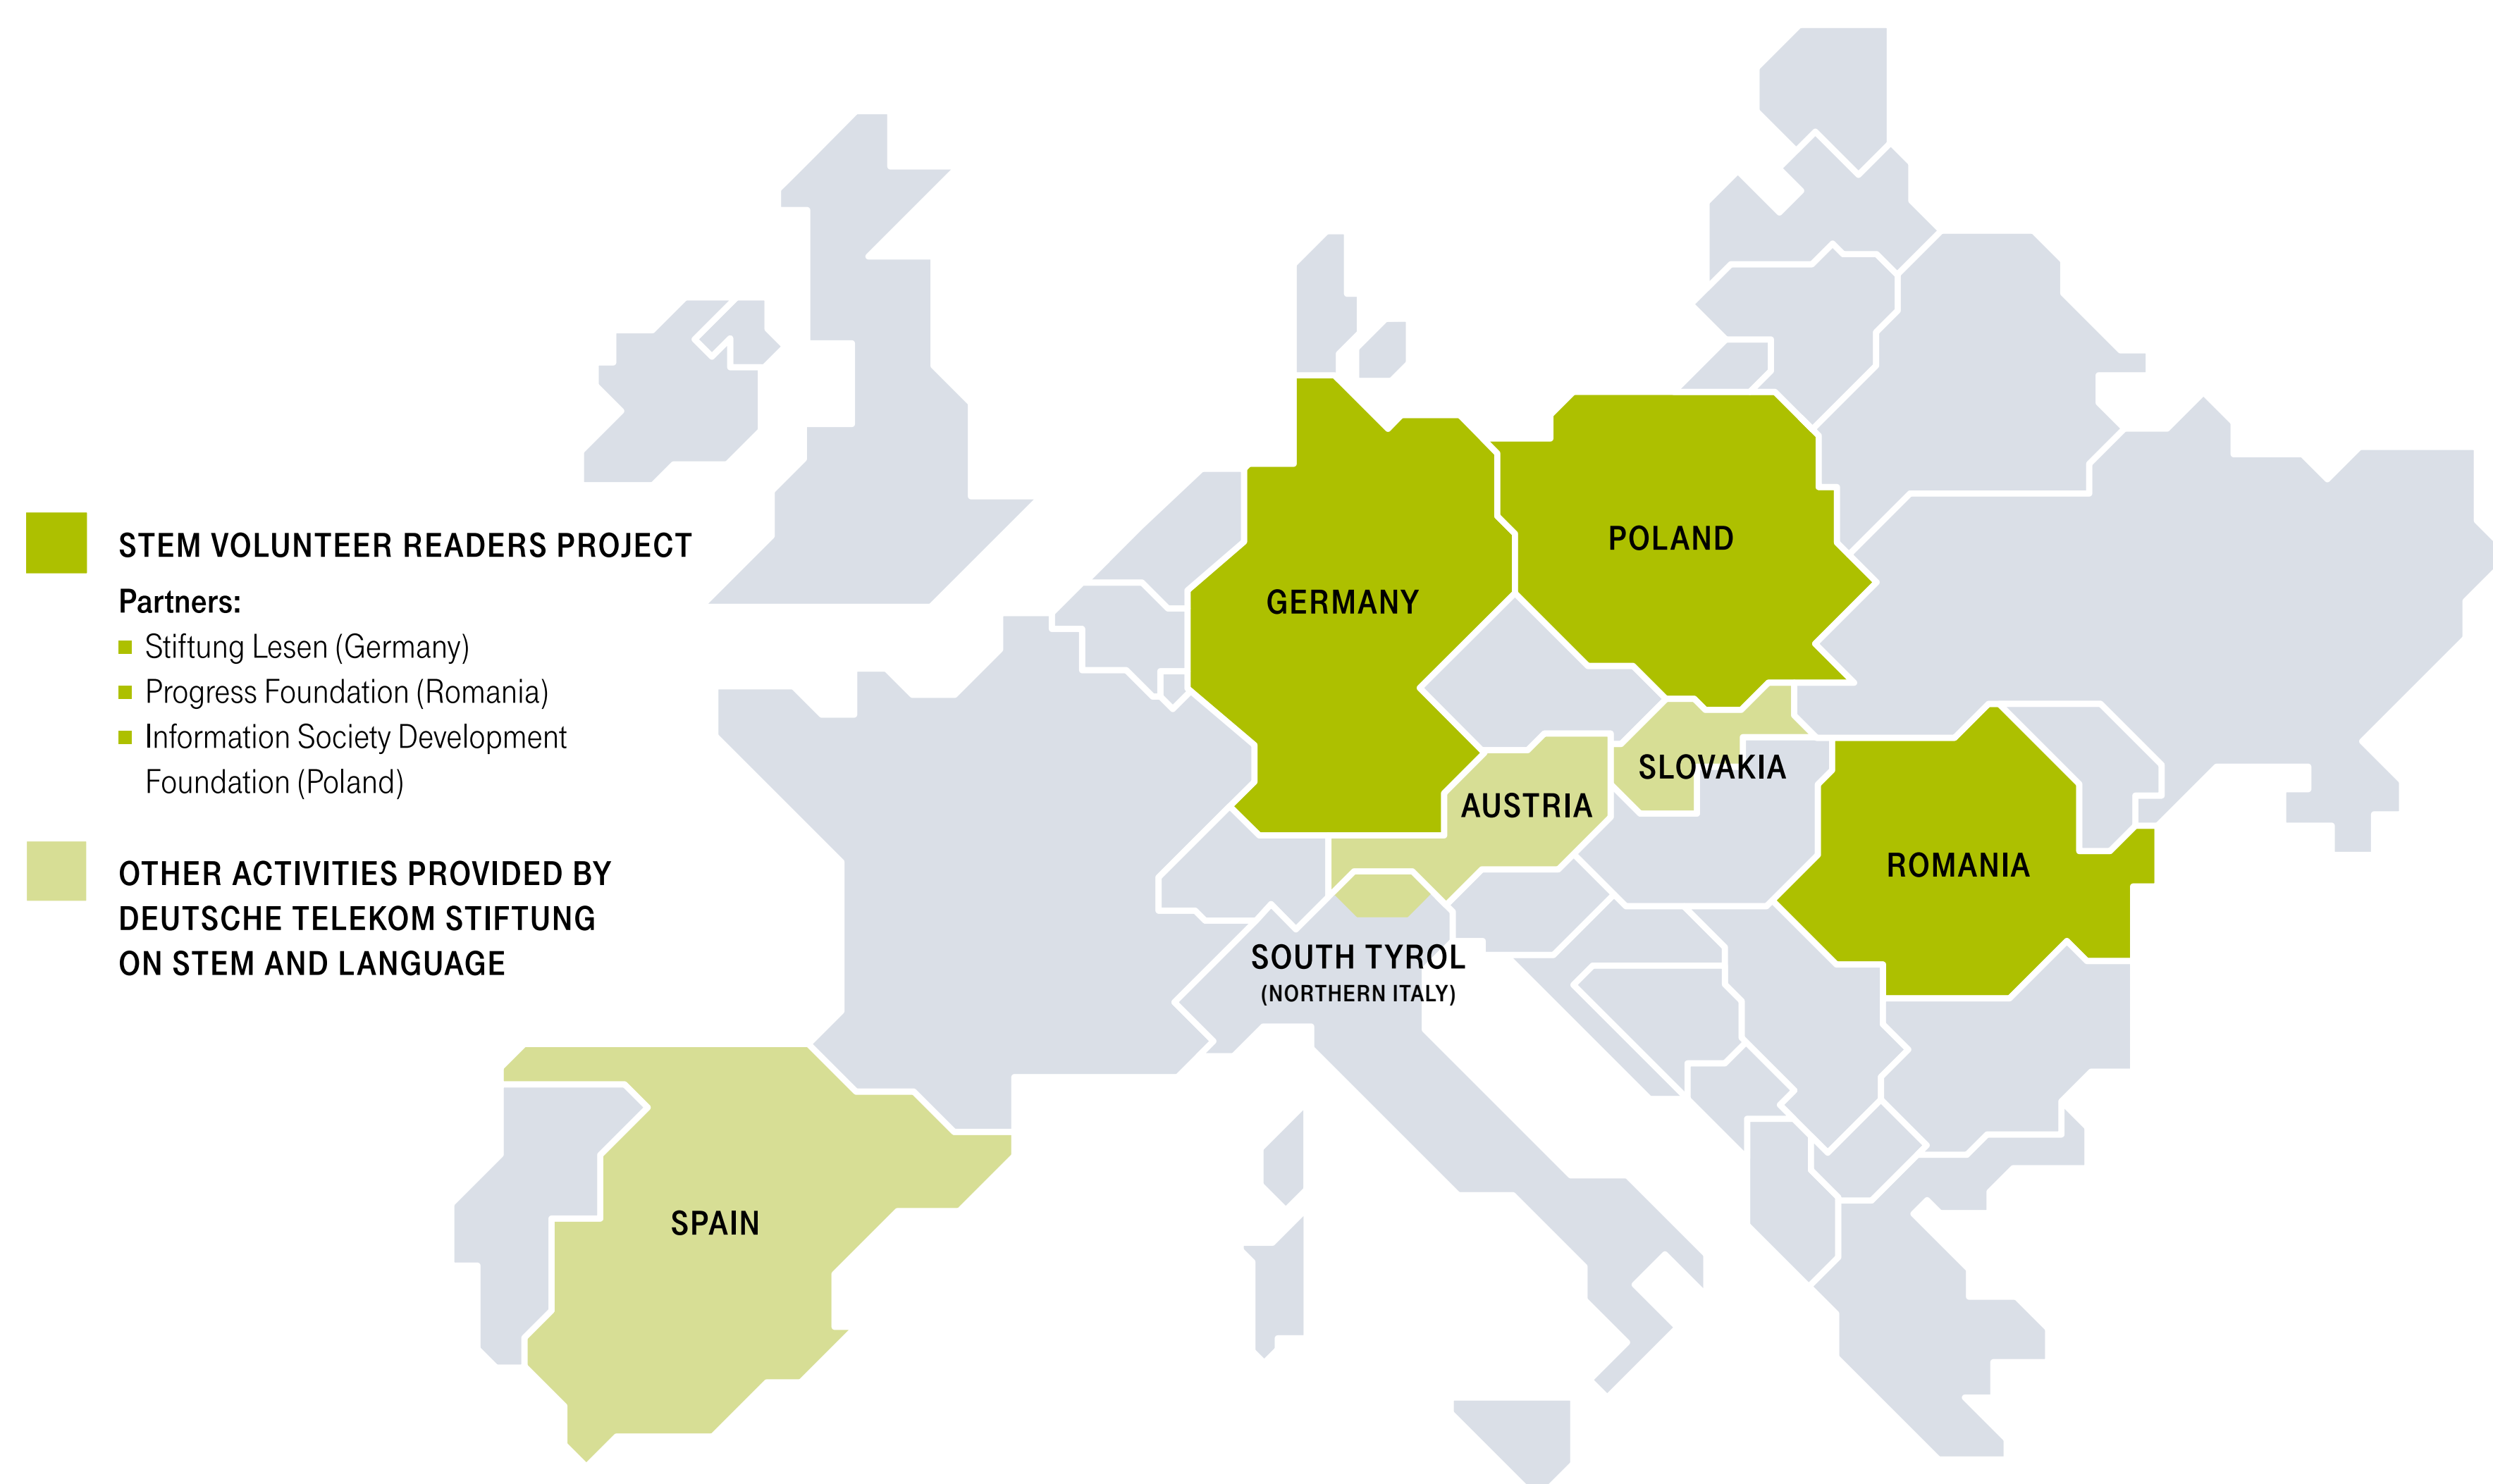 STEM VOLUNTEER READERS PROJECT
Partners:
Stiftung Lesen (Germany)
Progress Foundation (Romania)
Information Society Development
Foundation (Poland)
OTHER ACTIVITIES PROVIDED BY
DEUTSCHE TELEKOM STIFTUNG
ON STEM AND LANGUAGE
POLAND
GERMANY
SLOVAKIA
AUSTRIA
ROMANIA
SOUTH TYROL
(NORTHERN ITALY)
SPAIN